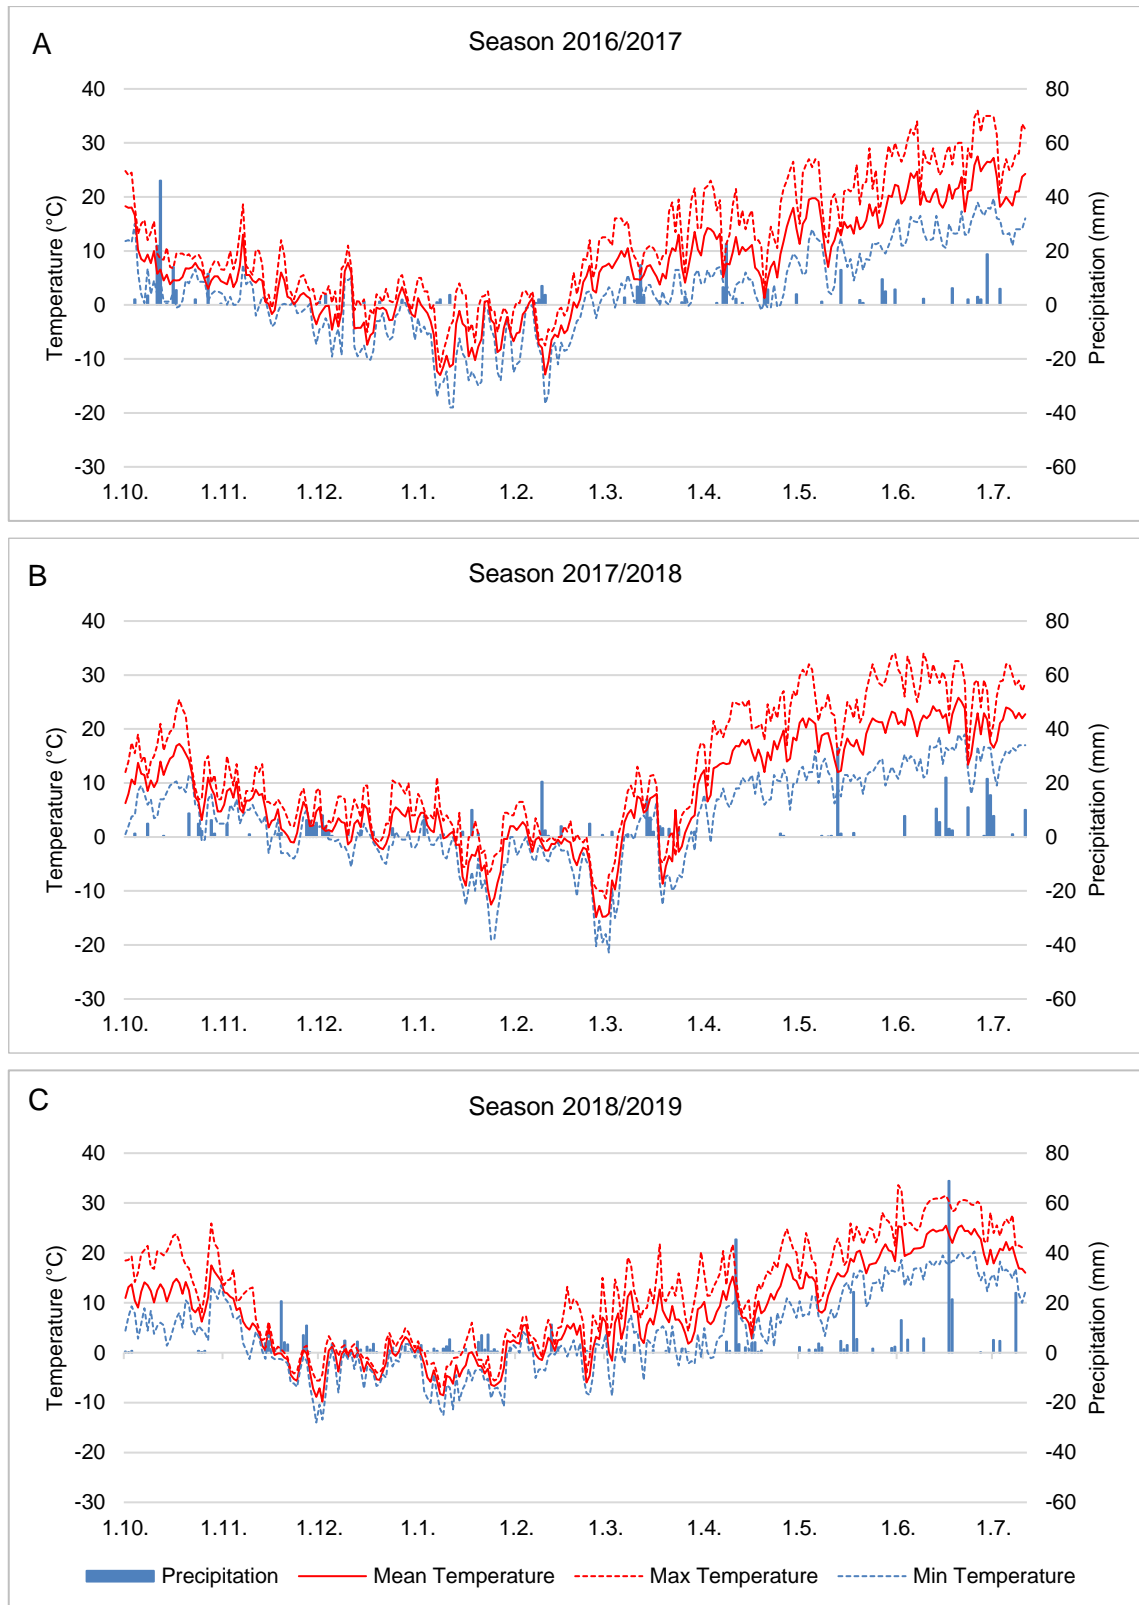 A
Season 2016/2017
40 80
30 60
20 40
10 20
0 0
-10 -20
-20 -40
-30 -60
Temperature (°C)
Precipitation (mm)
1.10. 1.11. 1.12. 1.1. 1.2. 1.3. 1.4. 1.5. 1.6. 1.7.
B
Season 2017/2018
40 80
30 60
20 40
10 20
0 0
-10 -20
-20 -40
-30 -60
Temperature (°C)
Precipitation (mm)
1.10. 1.11. 1.12. 1.1. 1.2. 1.3. 1.4. 1.5. 1.6. 1.7.
C
Season 2018/2019
40 80
30 60
20 40
10 20
0 0
-10 -20
-20 -40
-30 -60
Temperature (°C)
Precipitation (mm)
1.10. 1.11. 1.12. 1.1. 1.2. 1.3. 1.4. 1.5. 1.6. 1.7.
Precipitation Mean Temperature Max Temperature Min Temperature